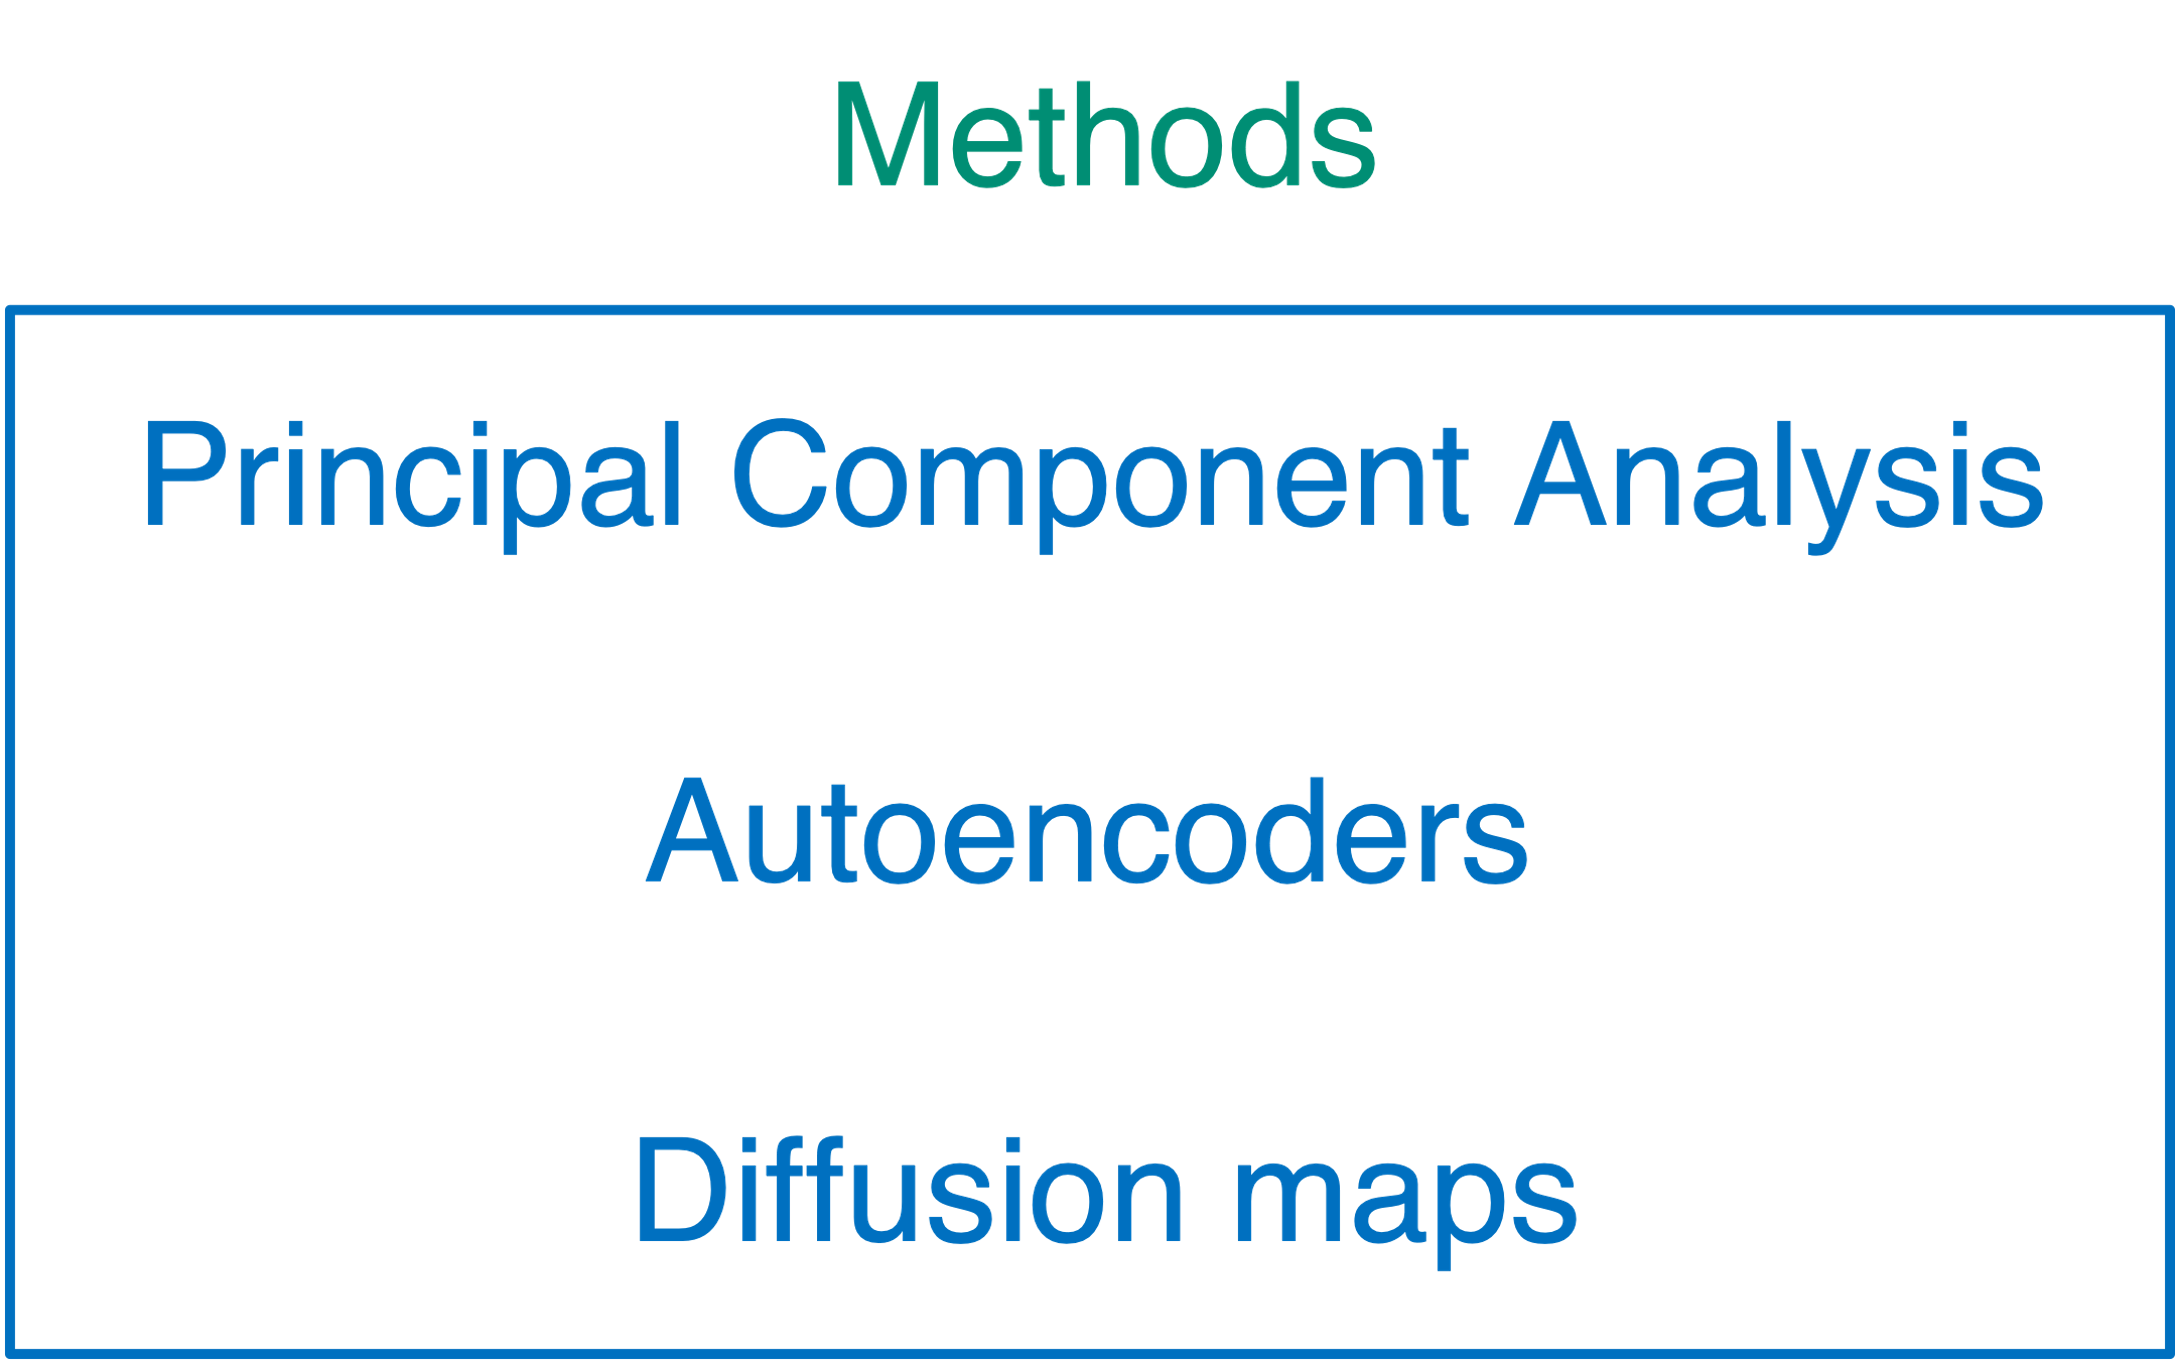 Methods
Principal Component Analysis
Autoencoders
Diffusion maps